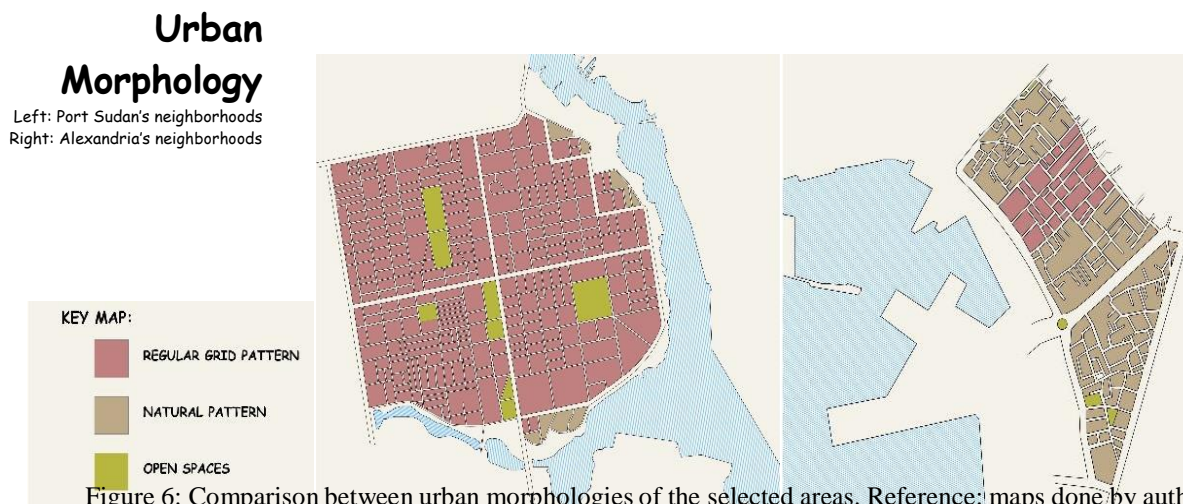 Urban
Morphology
Left: Port Sudan's neighborhoods
Right: Alexandria's neighborhoods
KEY MAP:
REGULAR GRID PATTERN
NATURAL PATTERN
OPEN SPACES
Figure 6: Comparison between urban morphologies of the selected areas. Reference: maps done by auth